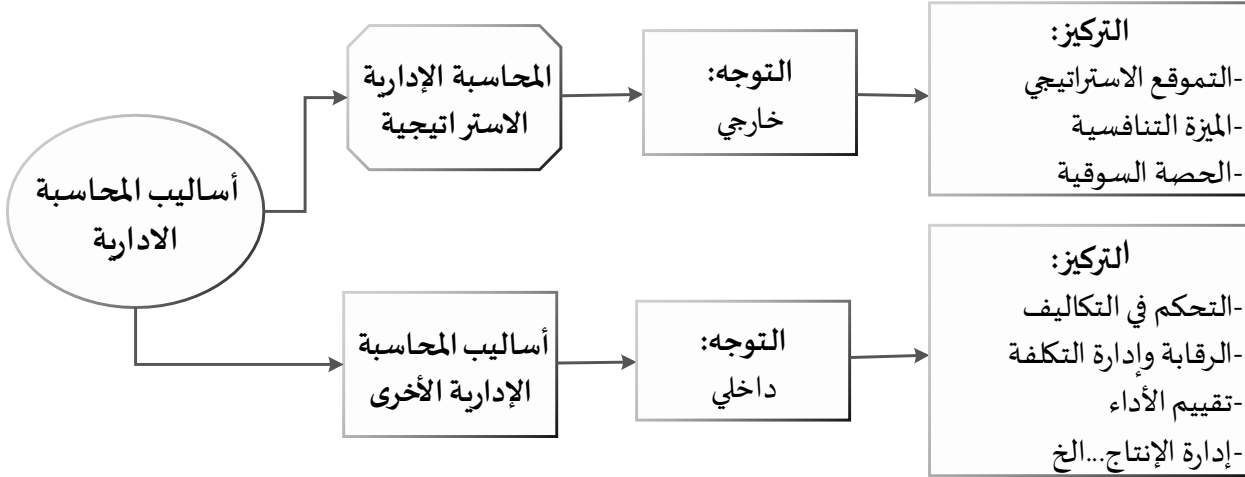 أساليب المحاسبة
الادارية
المحاسبة الإدارية
الاستراتيجية
التوجه:
خارجي
التركيز:
-التموقع الاستراتيجي
-الميزة التنافسية
-الحصة السوقية
أساليب المحاسبة
الإدارية الأخرى
التوجه:
داخلي
التركيز:
-التحكم في التكاليف
-الرقابة وإدارة التكلفة
-تقييم الأداء
-إدارة الإنتاج...الخ